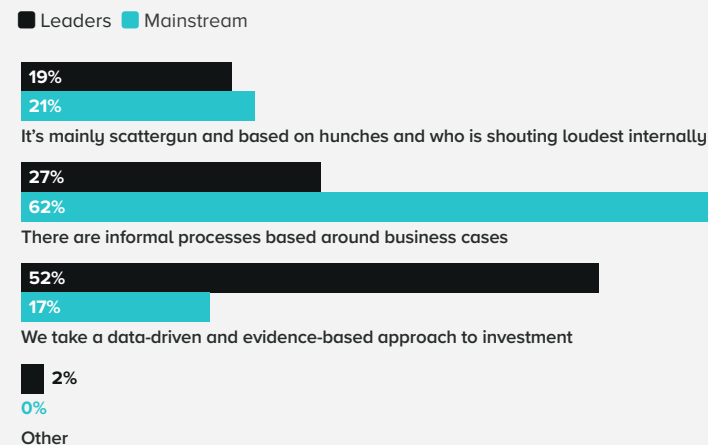 Leaders Mainstream
19%
21%
It's mainly scattergun and based on hunches and who is shouting loudest internally
27%
62%
There are informal processes based around business cases
52%
17%
We take a data-driven and evidence-based approach to investment
2%
0%
Other